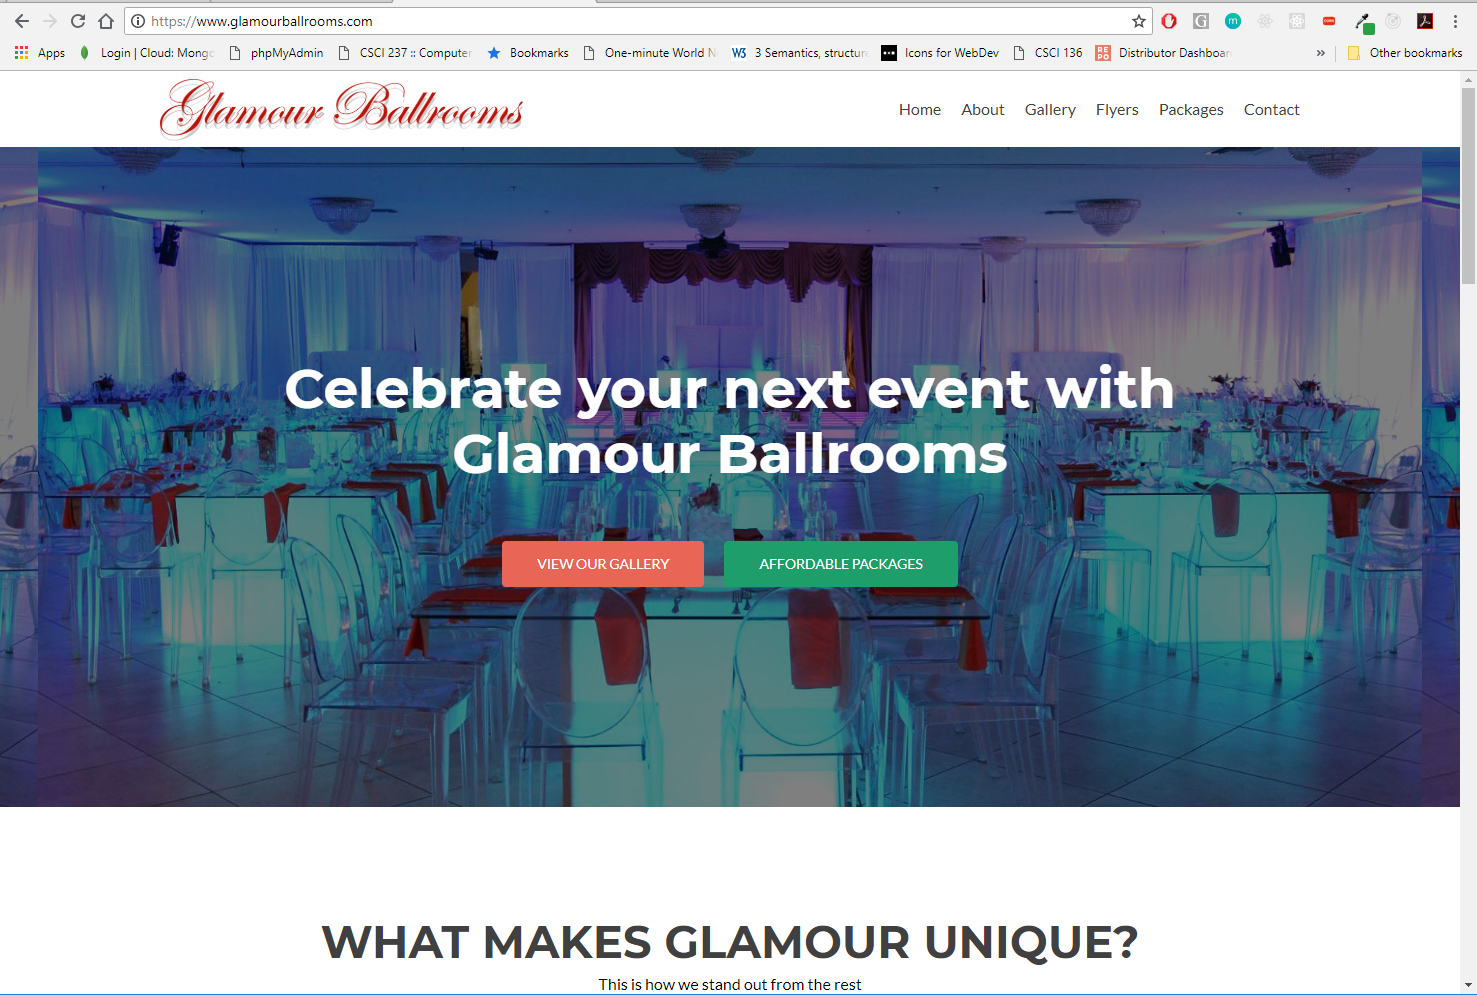 https://www.glamourballrooms.com
Apps Login | Cloud: Mong phpMyAdmin CSCI 237 :: Computer Bookmarks One-minute World N 3 Semantics, structure Icons for WebDev CSCI 136 Distributor Dashboar » Other bookmarks
Glamour Ballrooms
Home About Gallery Flyers Packages Contact
Celebrate your next event with
Glamour Ballrooms
VIEW OUR GALLERY AFFORDABLE PACKAGES
WHAT MAKES GLAMOUR UNIQUE?
This is how we stand out from the rest